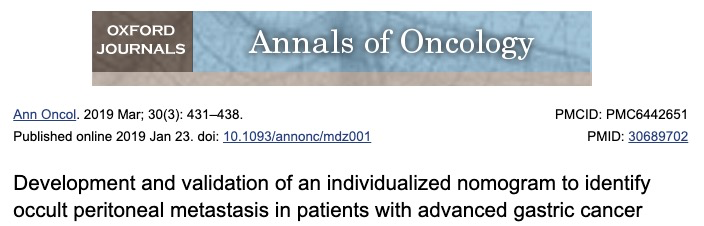 OXFORD
JOURNALS
Annals of Oncology
Ann Oncol. 2019 Mar; 30(3): 431–438.
PMCID: PMC6442651
Published online 2019 Jan 23. doi: 10.1093/annonc/mdz001
PMID: 30689702
Development and validation of an individualized nomogram to identify
occult peritoneal metastasis in patients with advanced gastric cancer